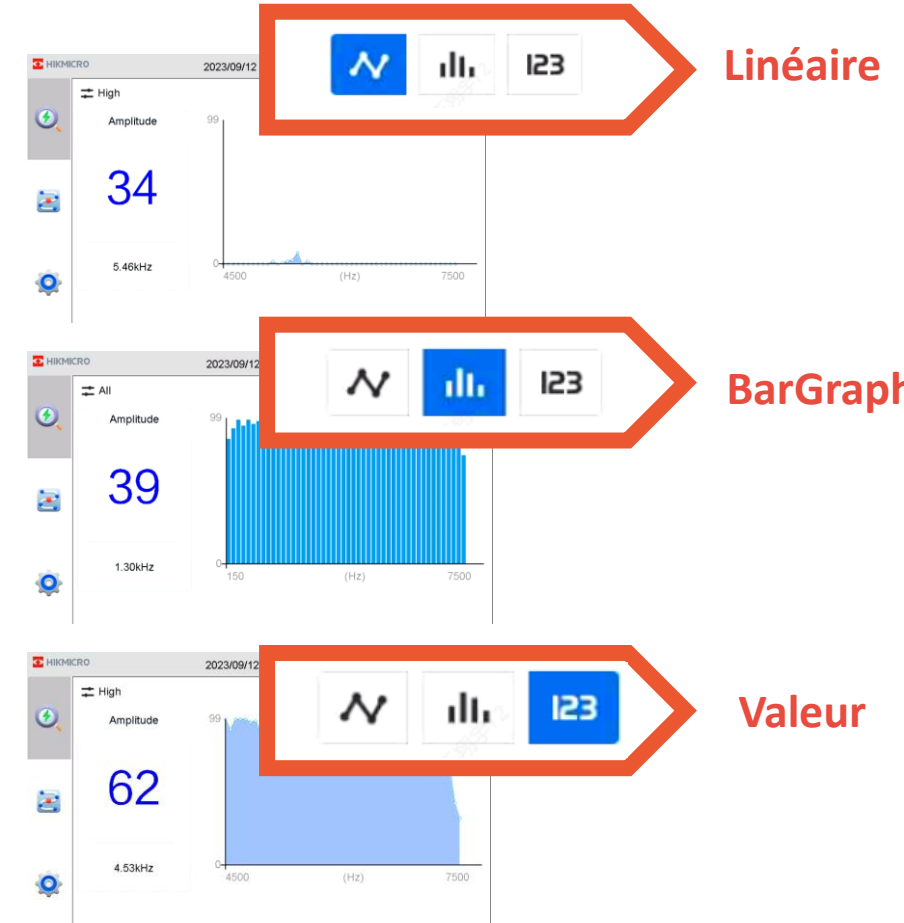 HIKMICRO
2023/09/12
123
Linéaire
High
Amplitude
99
34
5.46kHz
0
4500
(Hz)
7500
HIKMICRO
2023/09/12
123
BarGraph
All
Amplitude
99
39
1.30kHz
0
150
(Hz)
7500
HIKMICRO
2023/09/12
123
Valeur
High
Amplitude
99
62
4.53kHz
0
4500
(Hz)
7500